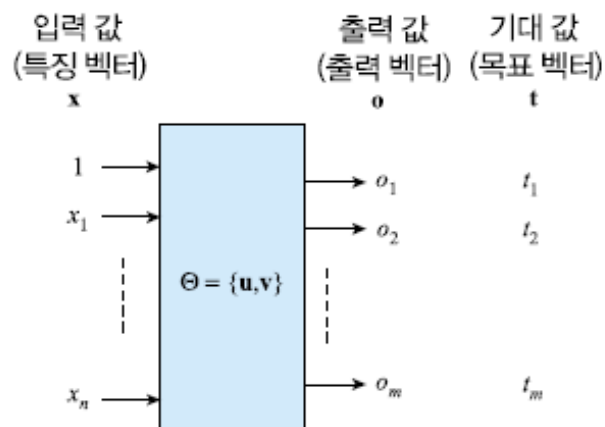 입력 값 출력 값 기대 값
(특징 벡터) (출력 벡터) (목표 벡터)
x o t
1 o₁ t₁
x₁ o₂ t₂
Θ = {u,v}
xₙ oₘ tₘ